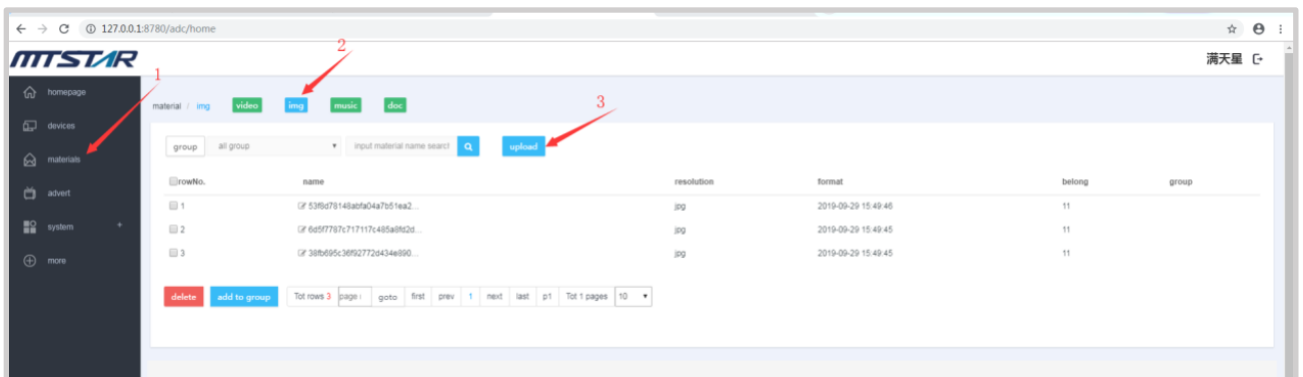 127.0.0.1:8780/adc/home
2
MTSTAR
满天星
1
homepage
material / img video img music doc
3
devices
group all group input material name search upload
materials
rowNo. name resolution format belong group
advert
1 53f6d78148abfa04a7b51ea2... jpg 2019-09-29 15:49:46 11
system +
2 6d5f7787c717117c485a8fd2d... jpg 2019-09-29 15:49:45 11
3 38fb695c36f92772d434e890... jpg 2019-09-29 15:49:45 11
more
delete add to group Tot rows 3 page goto first prev 1 next last p1 Tot 1 pages 10